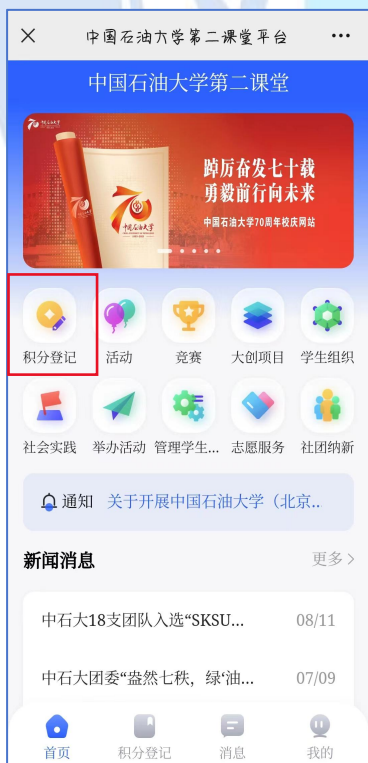 中国石油大学第二课堂平台
中国石油大学第二课堂
70
踔厉奋发七十载
勇毅前行向未来
中国石油大学70周年校庆网站
积分登记
活动
竞赛
大创项目
学生组织
社会实践
举办活动
管理学生...
志愿服务
社团纳新
通知 关于开展中国石油大学（北京..
新闻消息
更多 >
中石大18支团队入选“SKSU... 08/11
中石大团委“盎然七秩，绿‘油... 07/09
首页
积分登记
消息
我的